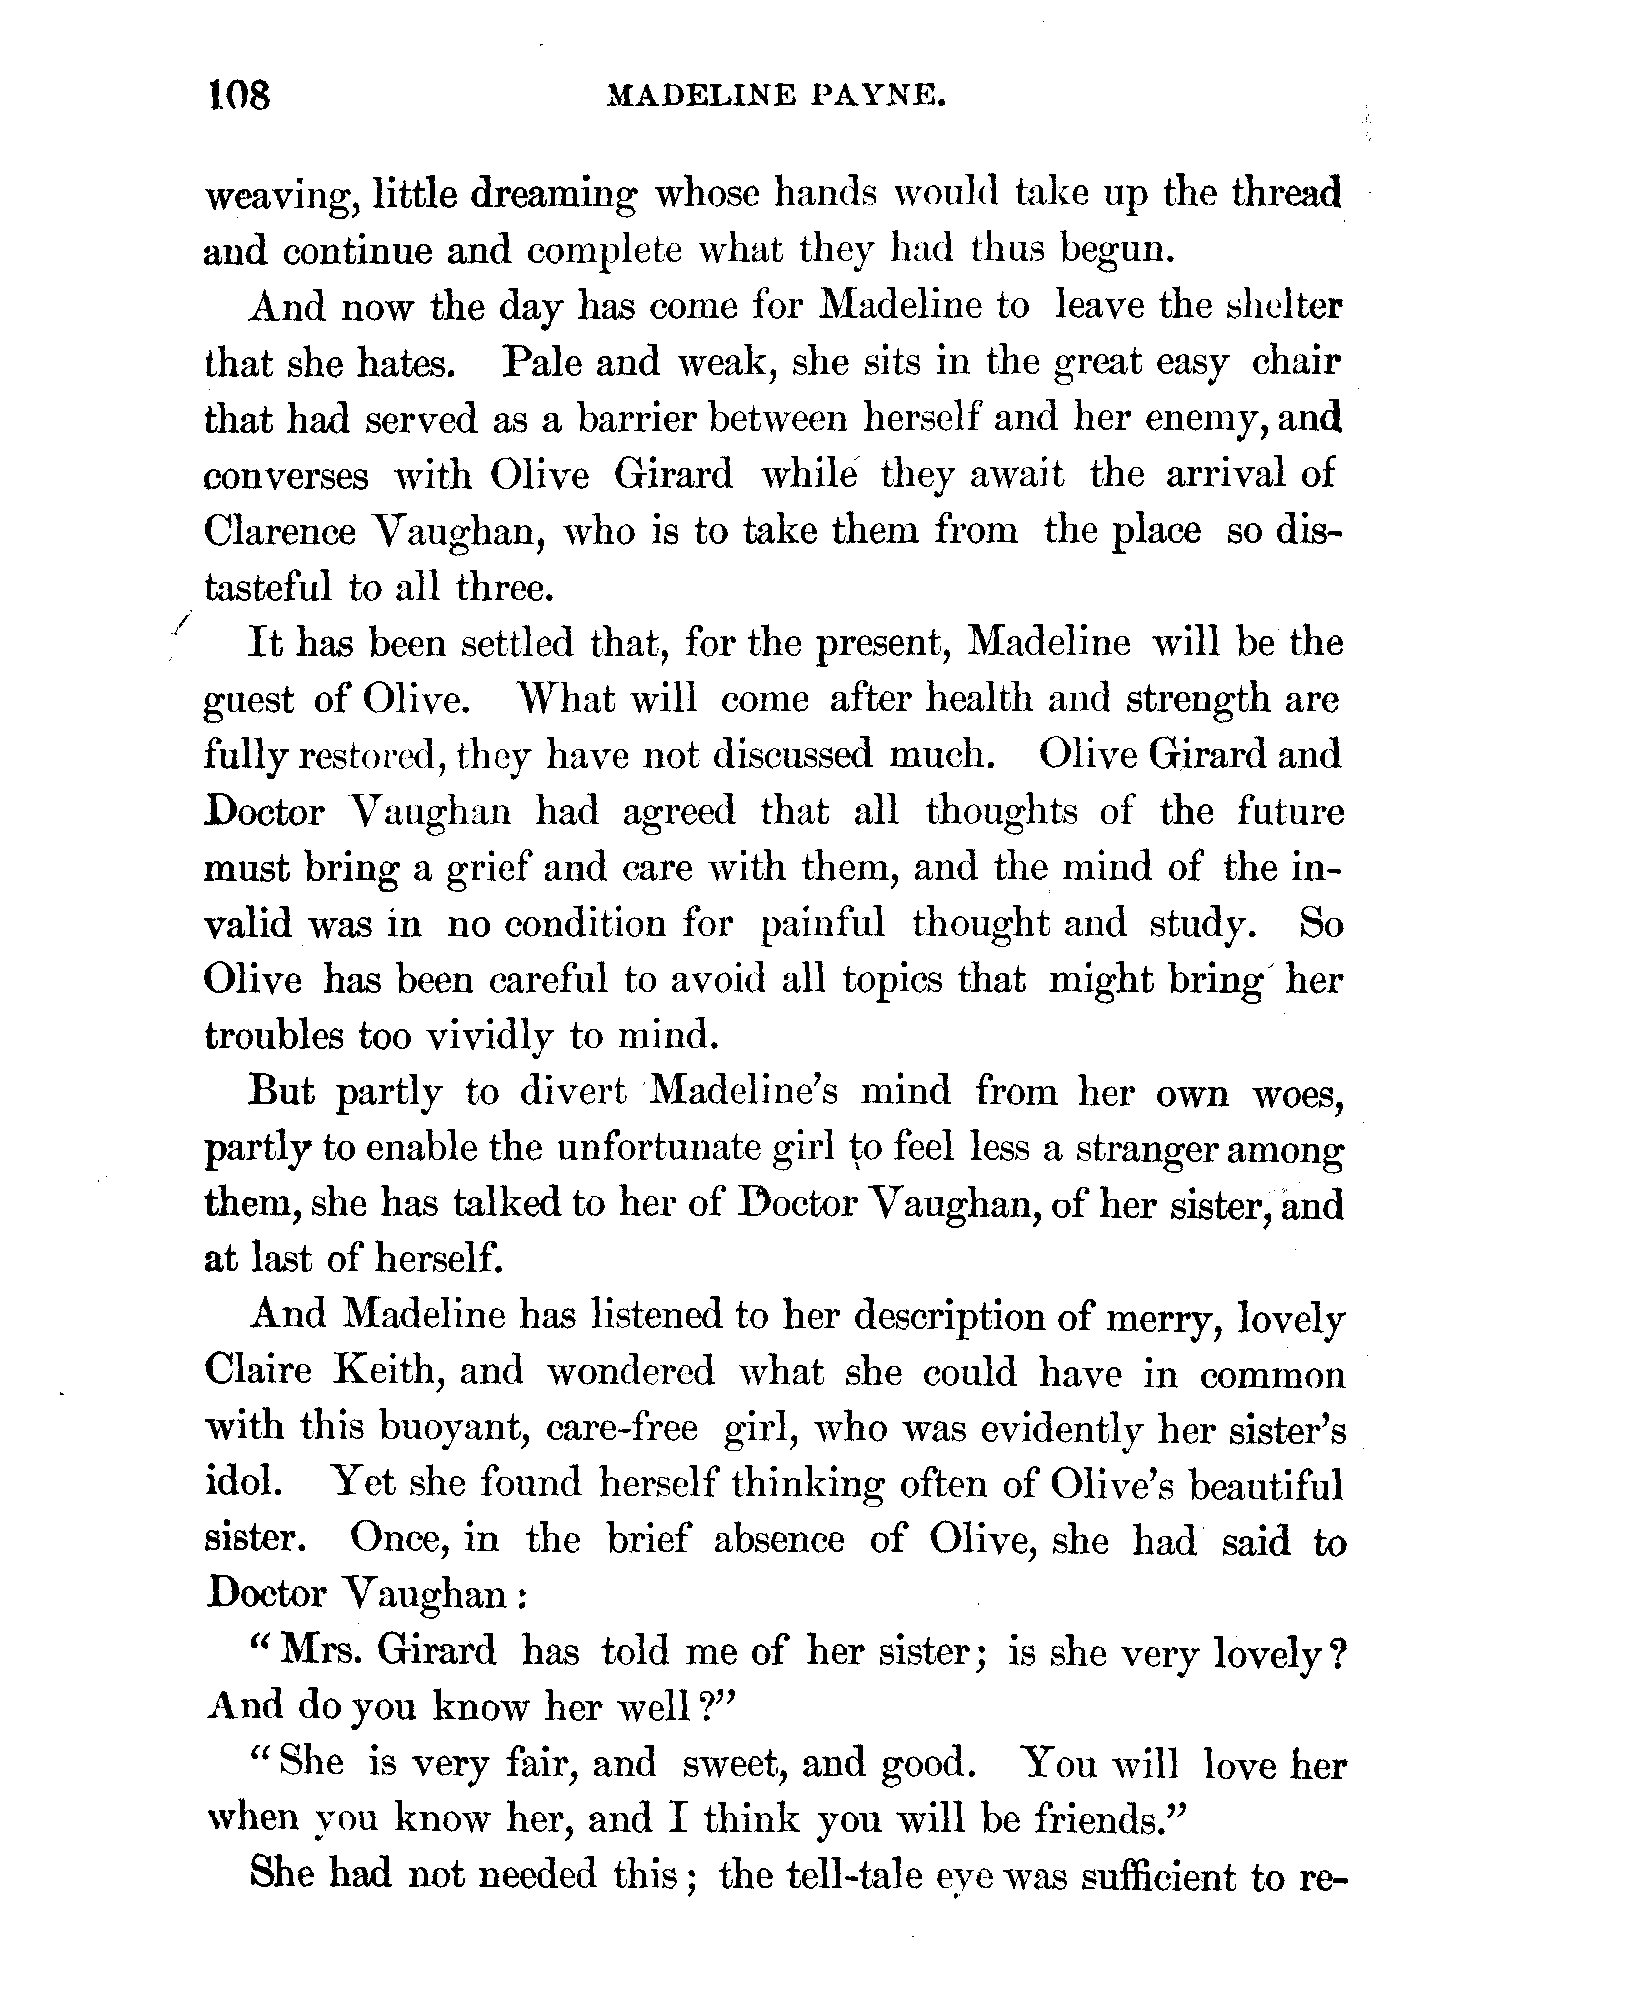 108 MADELINE PAYNE.
weaving, little dreaming whose hands would take up the thread
and continue and complete what they had thus begun.
And now the day has come for Madeline to leave the shelter
that she hates. Pale and weak, she sits in the great easy chair
that had served as a barrier between herself and her enemy, and
converses with Olive Girard while they await the arrival of
Clarence Vaughan, who is to take them from the place so dis-
tasteful to all three.
It has been settled that, for the present, Madeline will be the
guest of Olive. What will come after health and strength are
fully restored, they have not discussed much. Olive Girard and
Doctor Vaughan had agreed that all thoughts of the future
must bring a grief and care with them, and the mind of the in-
valid was in no condition for painful thought and study. So
Olive has been careful to avoid all topics that might bring her
troubles too vividly to mind.
But partly to divert Madeline's mind from her own woes,
partly to enable the unfortunate girl to feel less a stranger among
them, she has talked to her of Doctor Vaughan, of her sister, and
at last of herself.
And Madeline has listened to her description of merry, lovely
Claire Keith, and wondered what she could have in common
with this buoyant, care-free girl, who was evidently her sister's
idol. Yet she found herself thinking often of Olive's beautiful
sister. Once, in the brief absence of Olive, she had said to
Doctor Vaughan :
"Mrs. Girard has told me of her sister; is she very lovely?
And do you know her well?"
"She is very fair, and sweet, and good. You will love her
when you know her, and I think you will be friends."
She had not needed this; the tell-tale eye was sufficient to re-